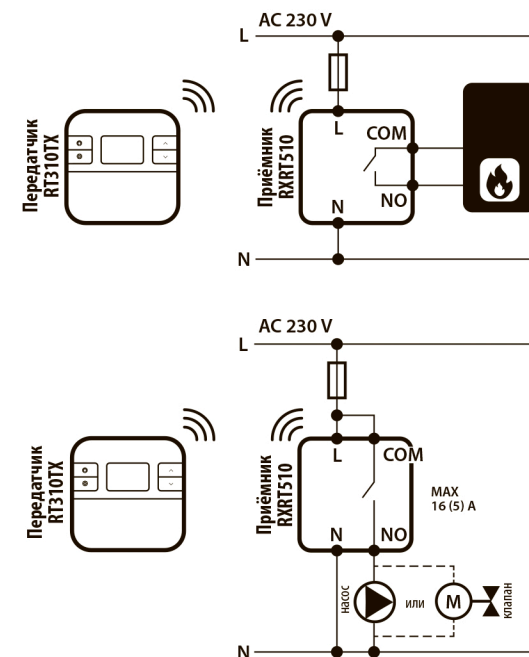 AC 230 V
L
Передатчик
RT310TX
Приёмник
RXRT510
L
COM
N
NO
N
AC 230 V
L
Передатчик
RT310TX
Приёмник
RXRT510
L
COM
MAX
16 (5) A
N
NO
насос
или
M
клапан
N